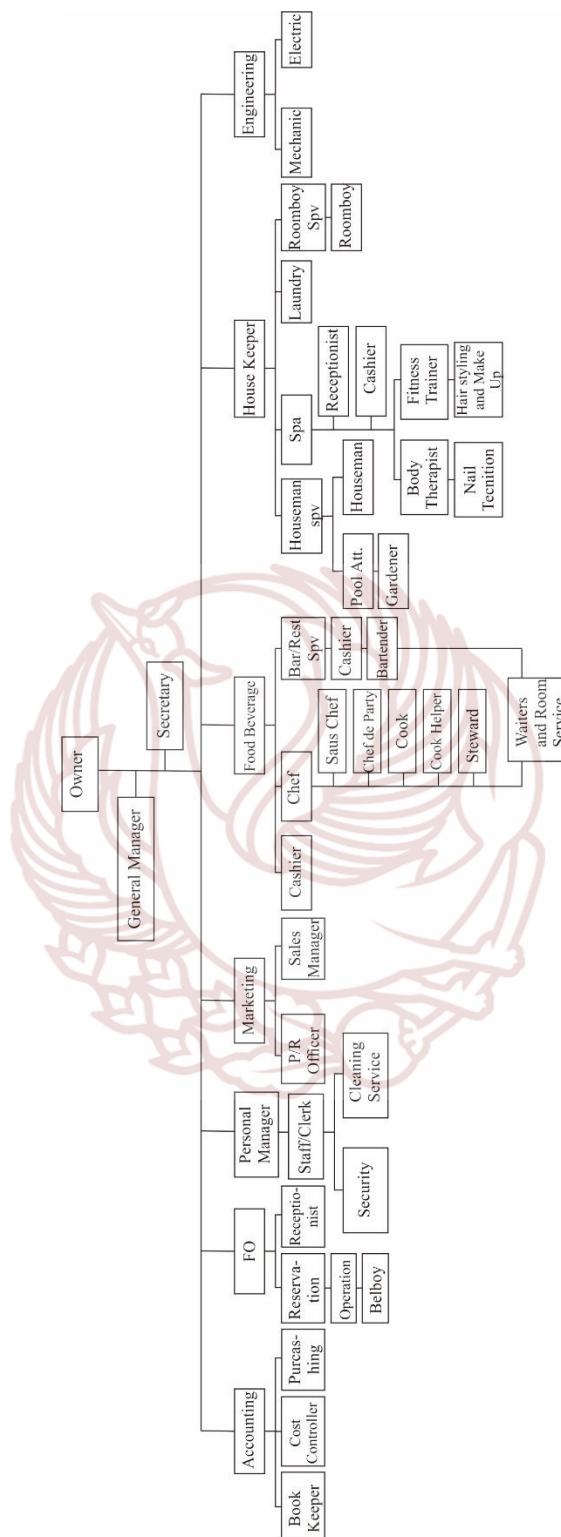 Owner
General Manager
Secretary
Accounting
FO
Personal
Manager
Marketing
Food Beverage
House Keeper
Engineering
Book
Keeper
Cost
Controller
Purcas-
hing
Reserva-
tion
Receptio-
nist
Operation
Belboy
Staff/Clerk
Security
Cleaning
Service
P/R
Officer
Sales
Manager
Cashier
Chef
Saus Chef
Chef de Party
Cook
Cook Helper
Steward
Bar/Rest
Spv
Cashier
Bartender
Waiters
and Room
Service
Houseman
spv
Pool Att.
Gardener
Houseman
Spa
Receptionist
Cashier
Body
Therapist
Nail
Tecnition
Fitness
Trainer
Hair styling
and Make
Up
Laundry
Roomboy
Spv
Roomboy
Mechanic
Electric